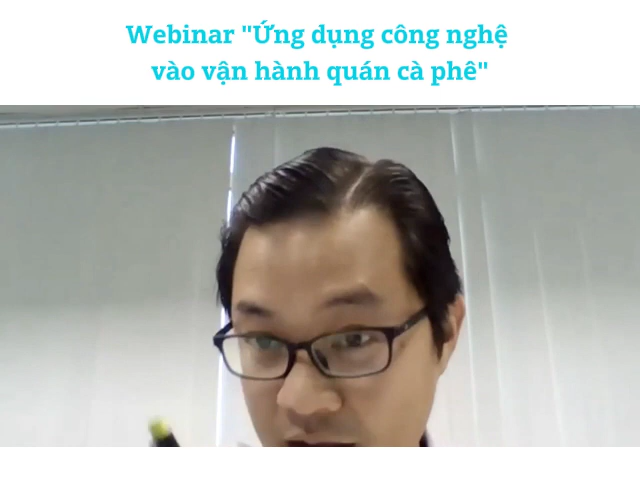 Webinar "Ứng dụng công nghệ
vào vận hành quán cà phê"